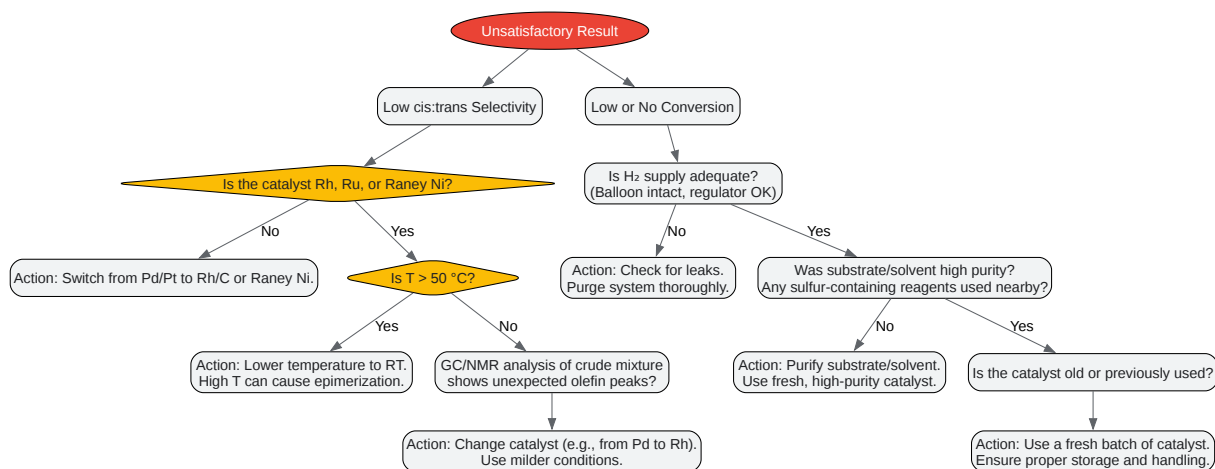 Unsatisfactory Result
Low cis:trans Selectivity
Low or No Conversion
Is the catalyst Rh, Ru, or Raney Ni?
Is H₂ supply adequate?
(Balloon intact, regulator OK)
No
Yes
No
Yes
Action: Switch from Pd/Pt to Rh/C or Raney Ni.
Is T > 50 °C?
Action: Check for leaks.
Purge system thoroughly.
Was substrate/solvent high purity?
Any sulfur-containing reagents used nearby?
Yes
No
No
Yes
Action: Lower temperature to RT.
High T can cause epimerization.
GC/NMR analysis of crude mixture
shows unexpected olefin peaks?
Action: Purify substrate/solvent.
Use fresh, high-purity catalyst.
Is the catalyst old or previously used?
Action: Change catalyst (e.g., from Pd to Rh).
Use milder conditions.
Action: Use a fresh batch of catalyst.
Ensure proper storage and handling.